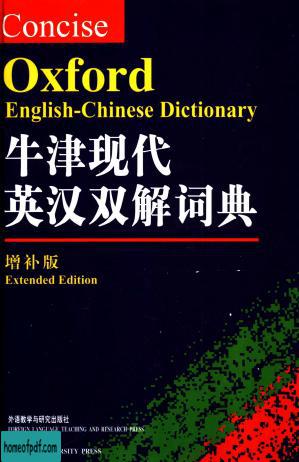 Concise
Oxford
English-Chinese Dictionary
牛津现代
英汉双解词典
增补版
Extended Edition
外语教学与研究出版社
FOREIGN LANGUAGE TEACHING AND RESEARCH PRESS
PRESS
homeofpdf.com